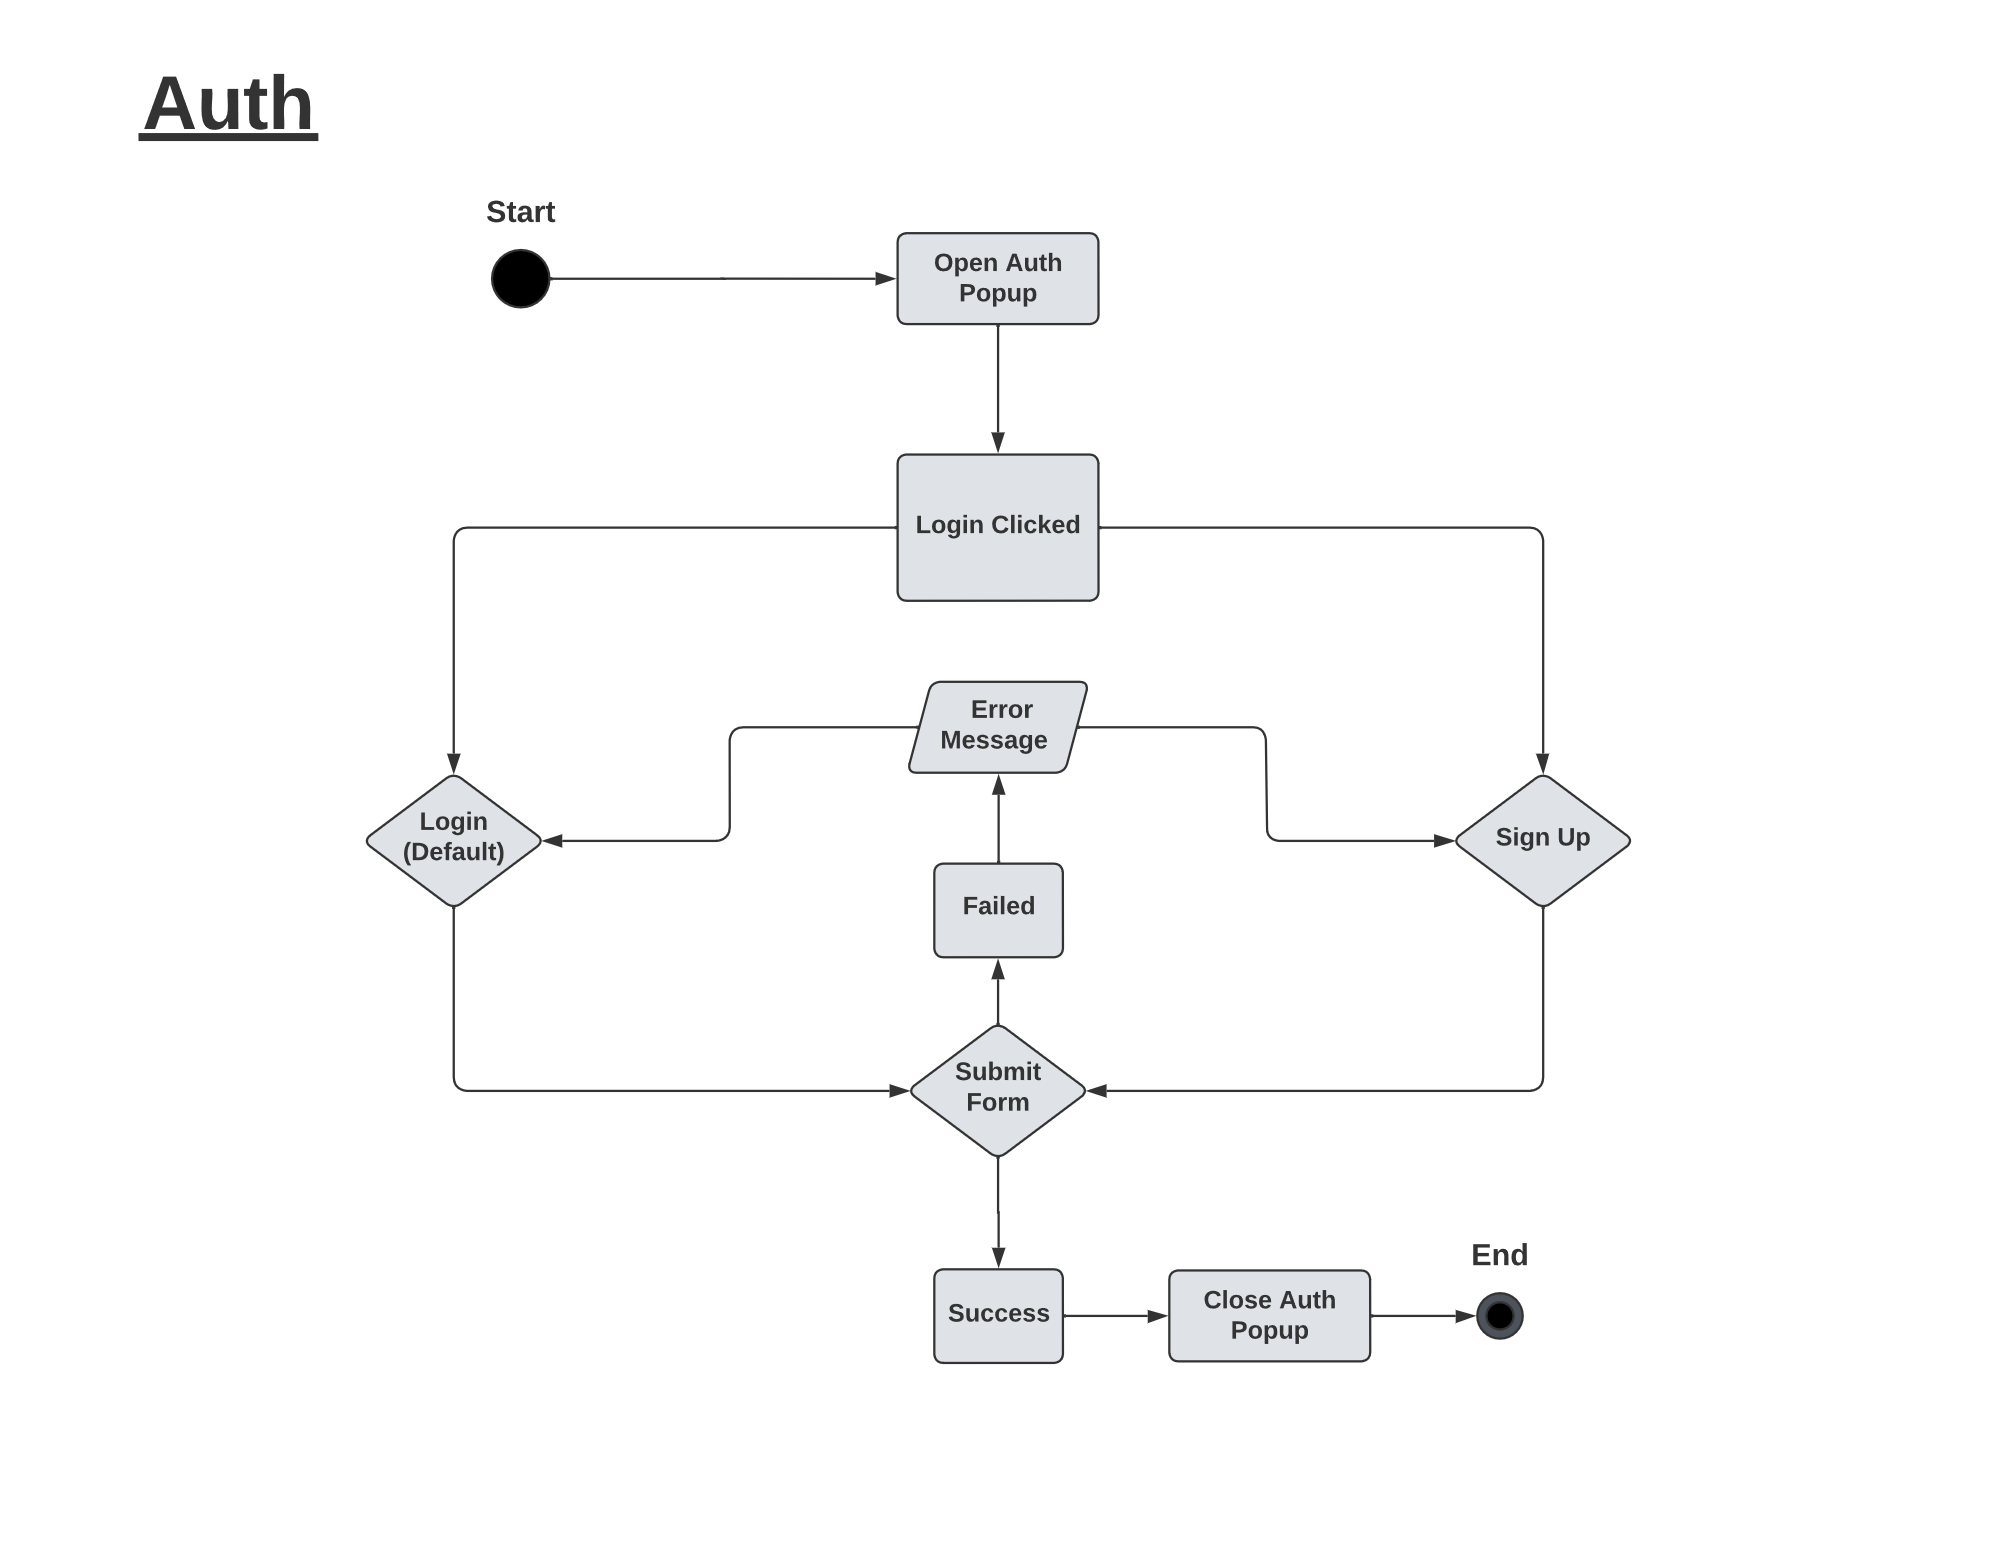 Auth
Start
Open Auth
Popup
Login Clicked
Error
Message
Login
(Default)
Sign Up
Failed
Submit
Form
Success
Close Auth
Popup
End